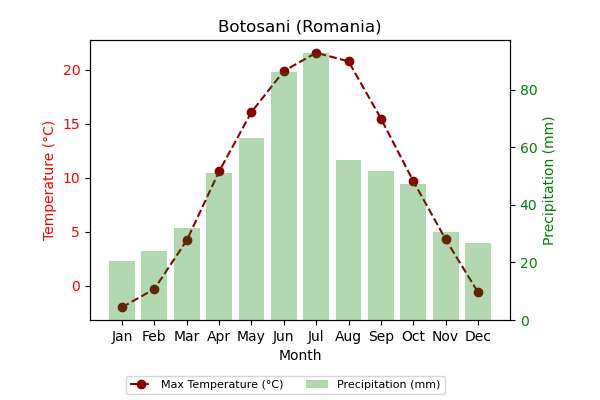 Botosani (Romania)
Temperature (°C)
20
15
10
5
0
80
60
40
20
0
Precipitation (mm)
Jan Feb Mar Apr May Jun Jul Aug Sep Oct Nov Dec
Month
Max Temperature (°C) Precipitation (mm)